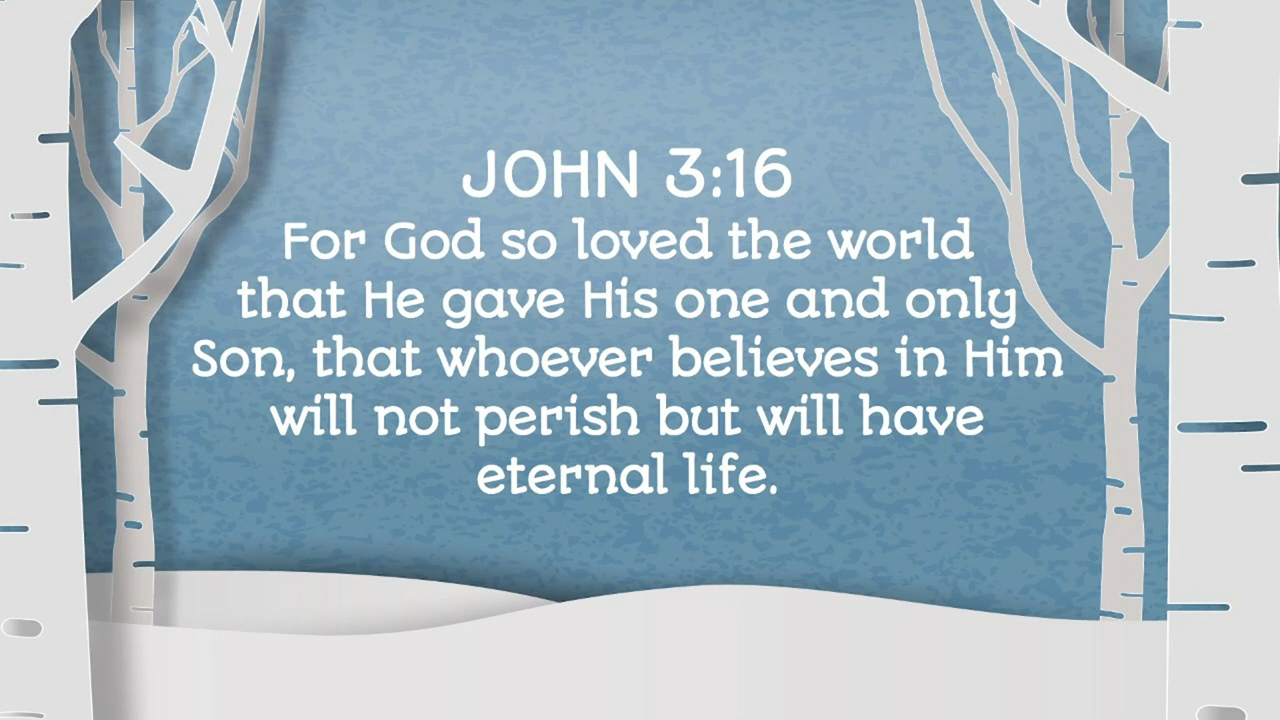 JOHN 3:16
For God so loved the world
that He gave His one and only
Son, that whoever believes in Him
will not perish but will have
eternal life.